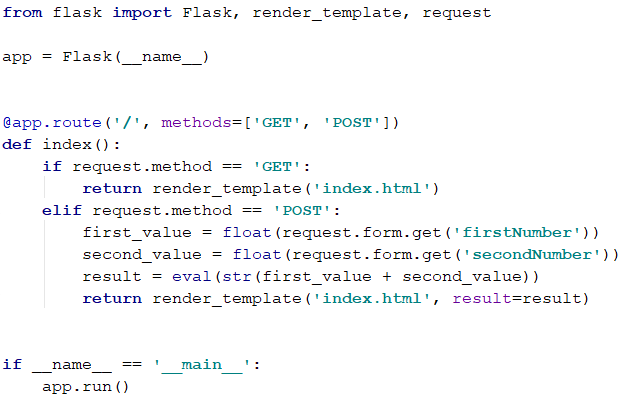 from flask import Flask, render_template, request
app = Flask(__name__)
@app.route('/', methods=['GET', 'POST'])
def index():
    if request.method == 'GET':
        return render_template('index.html')
    elif request.method == 'POST':
        first_value = float(request.form.get('firstNumber'))
        second_value = float(request.form.get('secondNumber'))
        result = eval(str(first_value + second_value))
        return render_template('index.html', result=result)
if __name__ == '__main__':
    app.run()